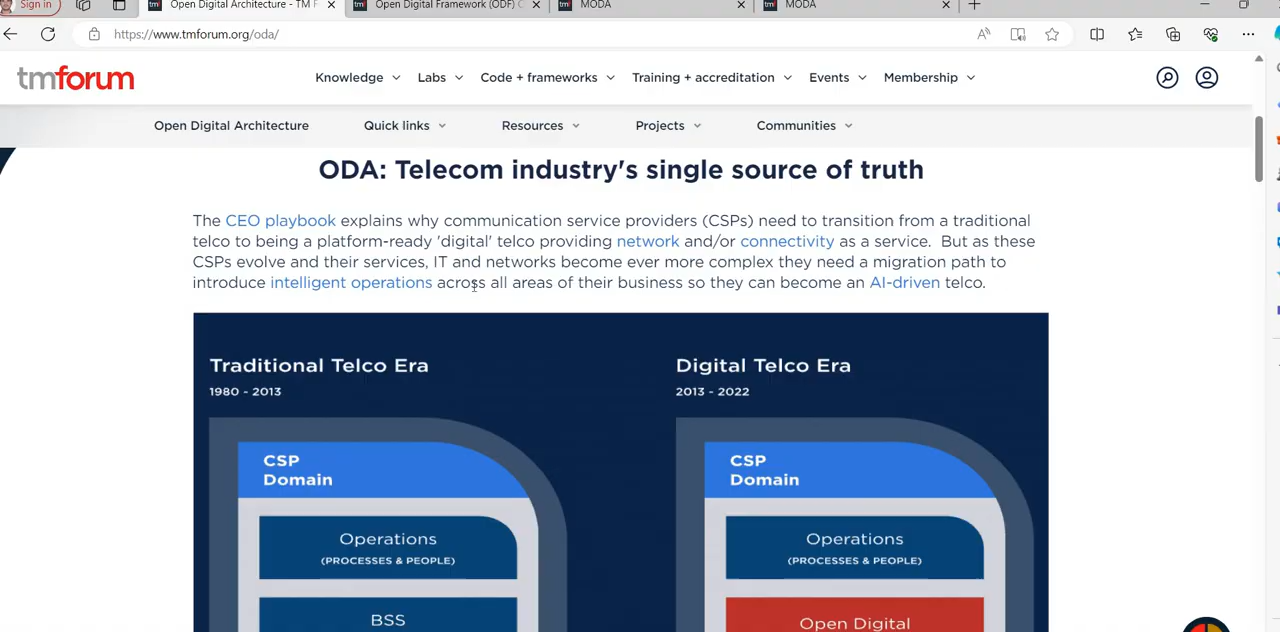 Sign in
Open Digital Architecture - TM F
Open Digital Framework (ODF) C
MODA
MODA
https://www.tmforum.org/oda/
tmforum
Knowledge
Labs
Code + frameworks
Training + accreditation
Events
Membership
Open Digital Architecture
Quick links
Resources
Projects
Communities
ODA: Telecom industry's single source of truth
The CEO playbook explains why communication service providers (CSPs) need to transition from a traditional
telco to being a platform-ready 'digital' telco providing network and/or connectivity as a service. But as these
CSPs evolve and their services, IT and networks become ever more complex they need a migration path to
introduce intelligent operations across all areas of their business so they can become an AI-driven telco.
Traditional Telco Era
1980 - 2013
CSP
Domain
Operations
(PROCESSES & PEOPLE)
BSS
Digital Telco Era
2013 - 2022
CSP
Domain
Operations
(PROCESSES & PEOPLE)
Open Digital